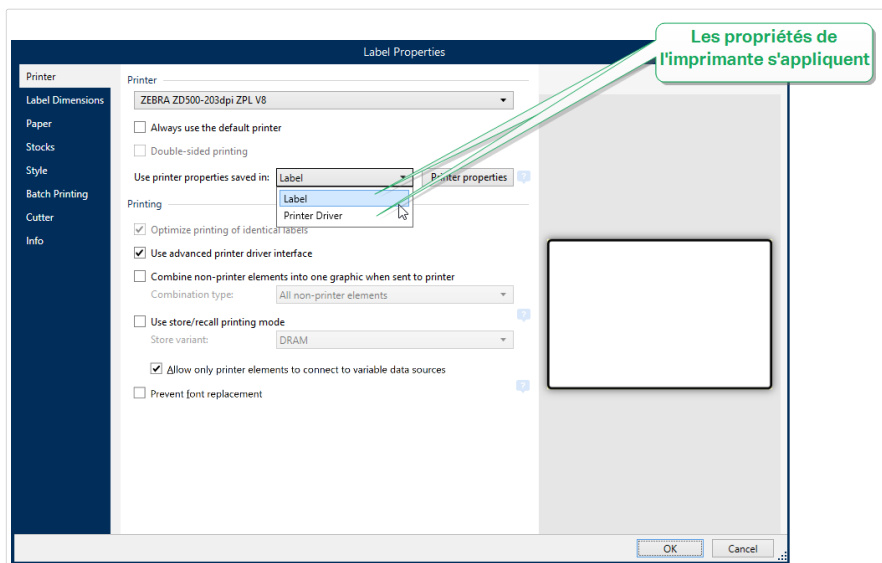 Les propriétés de
l'imprimante s'appliquent
Label Properties
Printer
Label Dimensions
Paper
Stocks
Style
Batch Printing
Cutter
Info
Printer
ZEBRA ZD500-203dpi ZPL V8
Always use the default printer
Double-sided printing
Use printer properties saved in: Label Printer properties ?
Label
Printer Driver
Printing
Optimize printing of identical labels
Use advanced printer driver interface
Combine non-printer elements into one graphic when sent to printer
Combination type: All non-printer elements
?
Use store/recall printing mode
Store variant: DRAM
Allow only printer elements to connect to variable data sources
?
Prevent font replacement
OK Cancel